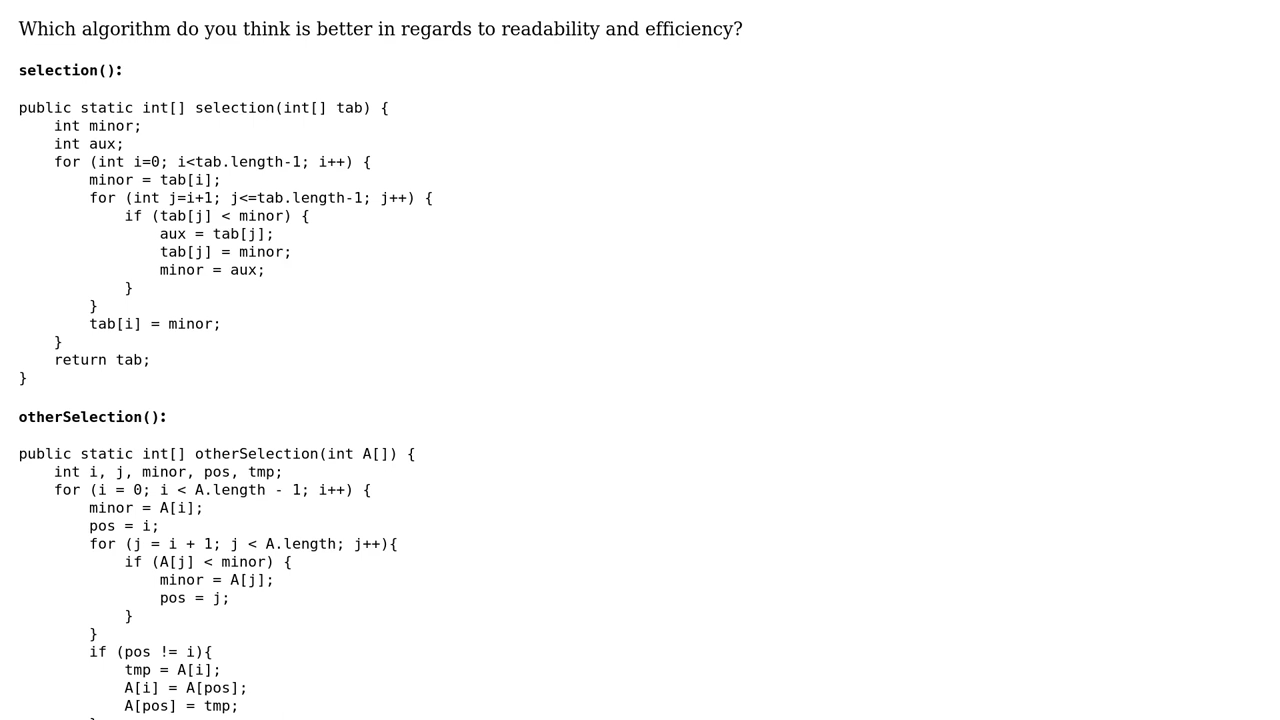 Which algorithm do you think is better in regards to readability and efficiency?
selection():
public static int[] selection(int[] tab) {
    int minor;
    int aux;
    for (int i=0; i<tab.length-1; i++) {
        minor = tab[i];
        for (int j=i+1; j<=tab.length-1; j++) {
            if (tab[j] < minor) {
                aux = tab[j];
                tab[j] = minor;
                minor = aux;
            }
        }
        tab[i] = minor;
    }
    return tab;
}
otherSelection():
public static int[] otherSelection(int A[]) {
    int i, j, minor, pos, tmp;
    for (i = 0; i < A.length - 1; i++) {
        minor = A[i];
        pos = i;
        for (j = i + 1; j < A.length; j++){
            if (A[j] < minor) {
                minor = A[j];
                pos = j;
            }
        }
        if (pos != i){
            tmp = A[i];
            A[i] = A[pos];
            A[pos] = tmp;
        }